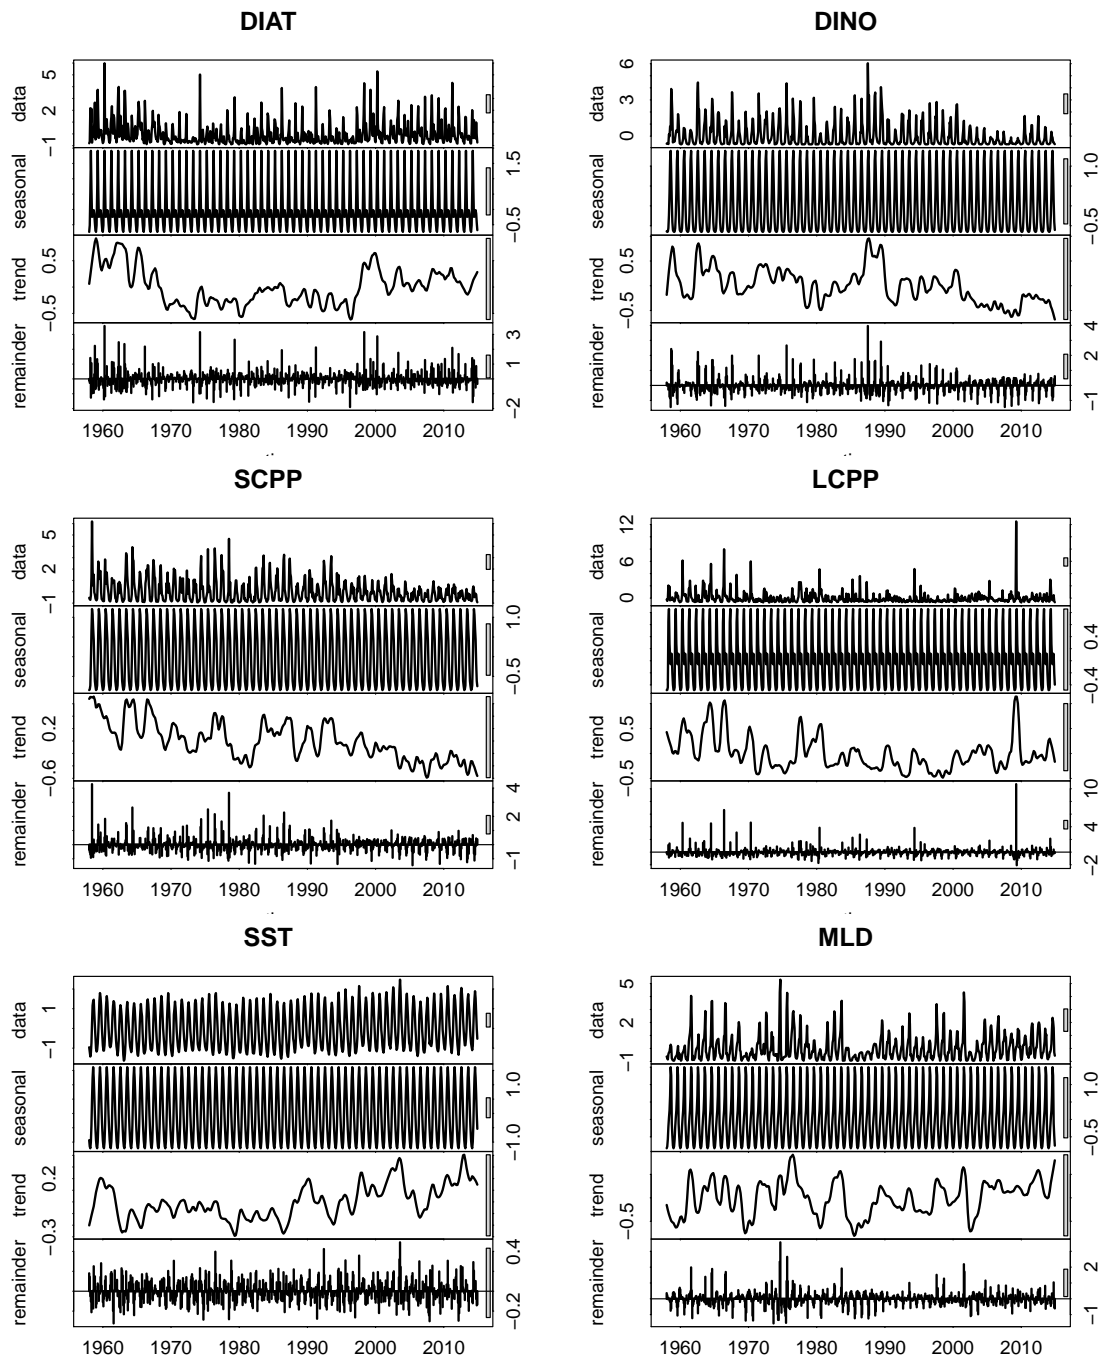 DIAT
data
−1 2 5
seasonal
−0.5 1.5
trend
−0.5 0.5
remainder
−2 1 3
1960 1970 1980 1990 2000 2010
DINO
data
0 3 6
seasonal
−0.5 1.0
trend
−0.5 0.5
remainder
−1 2 4
1960 1970 1980 1990 2000 2010
SCPP
data
−1 2 5
seasonal
−0.5 1.0
trend
−0.6 0.2
remainder
−1 2 4
1960 1970 1980 1990 2000 2010
LCPP
data
0 6 12
seasonal
−0.4 0.4
trend
−0.5 0.5
remainder
−2 4 10
1960 1970 1980 1990 2000 2010
SST
data
−1 1
seasonal
−1.0 1.0
trend
−0.3 0.2
remainder
−0.2 0.4
1960 1970 1980 1990 2000 2010
MLD
data
−1 2 5
seasonal
−0.5 1.0
trend
−0.5
remainder
−1 2
1960 1970 1980 1990 2000 2010